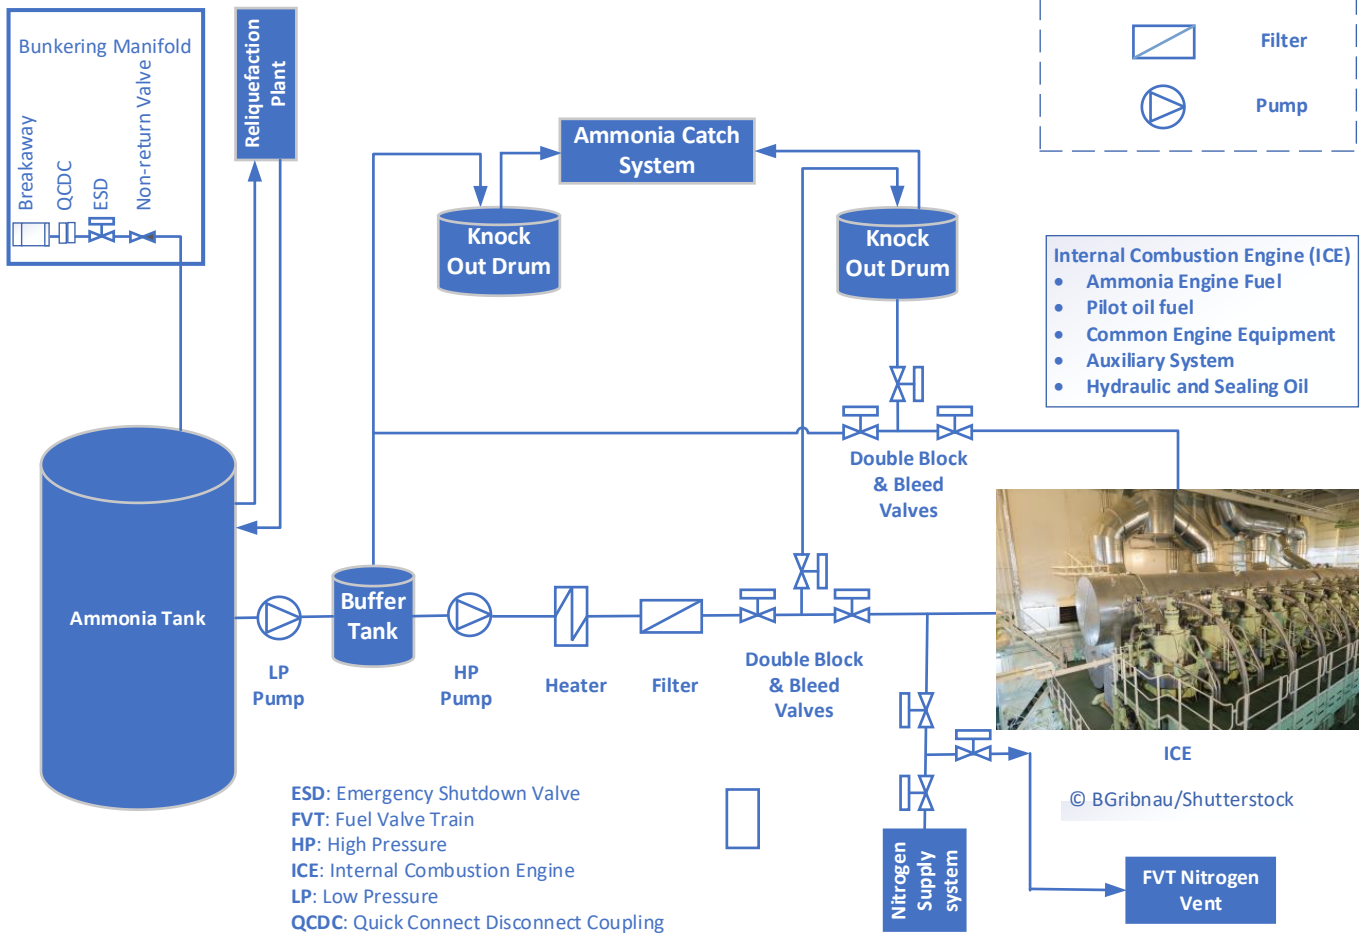 Bunkering Manifold
Breakaway
QCDC
ESD
Non-return Valve
Reliquefaction
Plant
Ammonia Catch
System
Filter
Pump
Knock
Out Drum
Knock
Out Drum
Internal Combustion Engine (ICE)
• Ammonia Engine Fuel
• Pilot oil fuel
• Common Engine Equipment
• Auxiliary System
• Hydraulic and Sealing Oil
Double Block
& Bleed
Valves
Ammonia Tank
LP
Pump
Buffer
Tank
HP
Pump
Heater
Filter
Double Block
& Bleed
Valves
ICE
© BGribnau/Shutterstock
ESD: Emergency Shutdown Valve
FVT: Fuel Valve Train
HP: High Pressure
ICE: Internal Combustion Engine
LP: Low Pressure
QCDC: Quick Connect Disconnect Coupling
Nitrogen
Supply
system
FVT Nitrogen
Vent